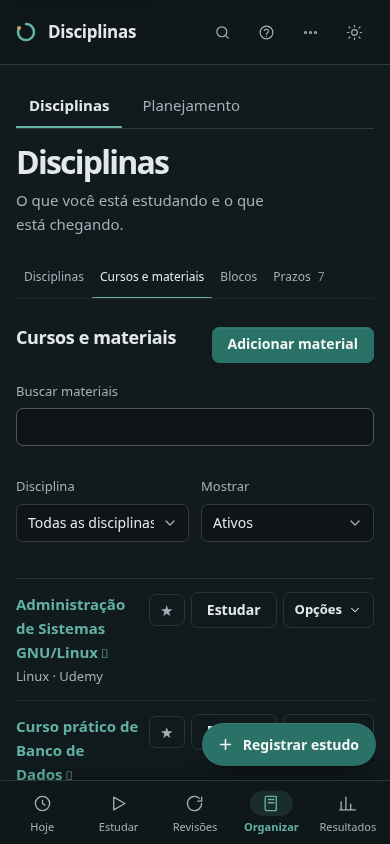 Disciplinas
Disciplinas Planejamento
Disciplinas
O que você está estudando e o que
está chegando.
Disciplinas Cursos e materiais Blocos Prazos 7
Cursos e materiais
Adicionar material
Buscar materiais
Disciplina Mostrar
Todas as disciplinas Ativos
Administração
de Sistemas
GNU/Linux
★ Estudar Opções
Linux · Udemy
Curso prático de
Banco de
Dados
★
+ Registrar estudo
Hoje Estudar Revisões Organizar Resultados